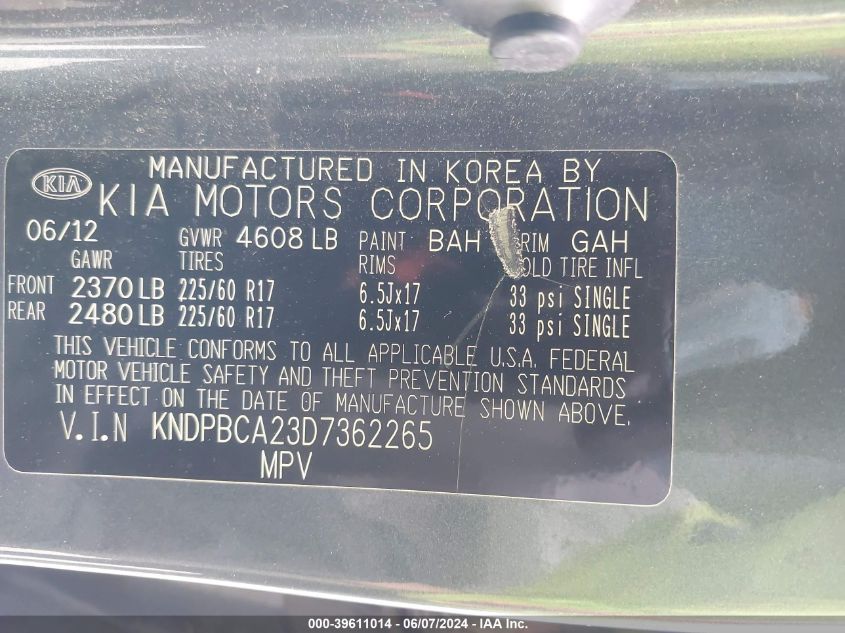 MANUFACTURED IN KOREA BY
KIA KIA MOTORS CORPORATION
06/12 GVWR 4608 LB PAINT BAH TRIM GAH
GAWR TIRES RIMS COLD TIRE INFL
FRONT 2370 LB 225/60 R17 6.5Jx17 33 psi SINGLE
REAR 2480 LB 225/60 R17 6.5Jx17 33 psi SINGLE
THIS VEHICLE CONFORMS TO ALL APPLICABLE U.S.A. FEDERAL
MOTOR VEHICLE SAFETY AND THEFT PREVENTION STANDARDS
IN EFFECT ON THE DATE OF MANUFACTURE SHOWN ABOVE.
V.I.N KNDPBCA23D7362265
MPV
000-39611014 - 06/07/2024 - IAA Inc.